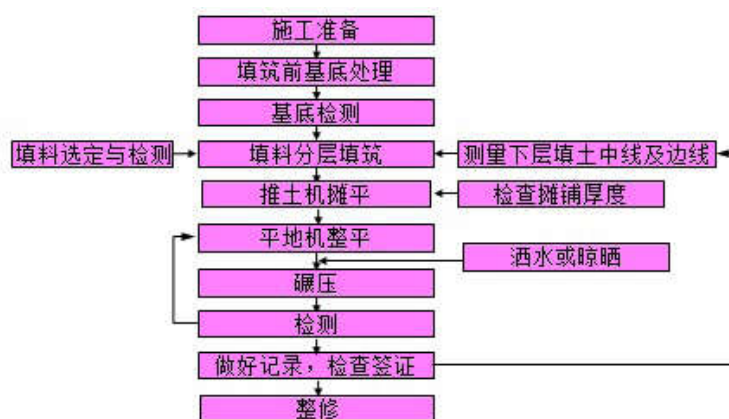 施工准备
填筑前基底处理
基底检测
填料选定与检测
填料分层填筑
测量下层填土中线及边线
推土机摊平
检查摊铺厚度
平地机整平
洒水或晾晒
碾压
检测
做好记录，检查签证
整修